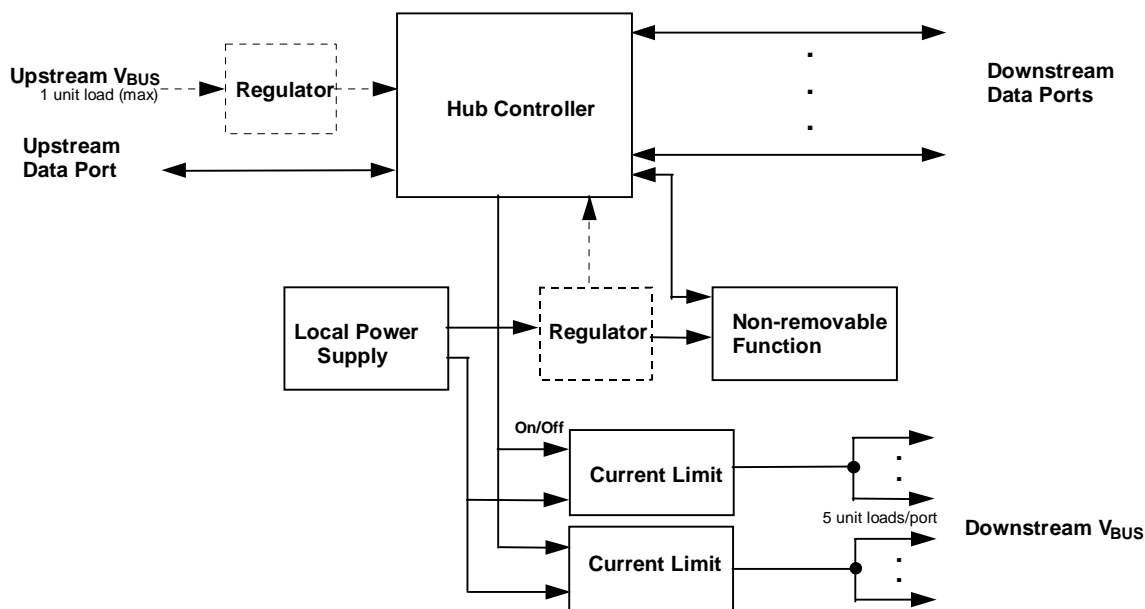 Upstream VBUS
1 unit load (max)
Regulator
Hub Controller
Downstream
Data Ports
Upstream
Data Port
Local Power
Supply
Regulator
Non-removable
Function
On/Off
Current Limit
5 unit loads/port
Downstream VBUS
Current Limit